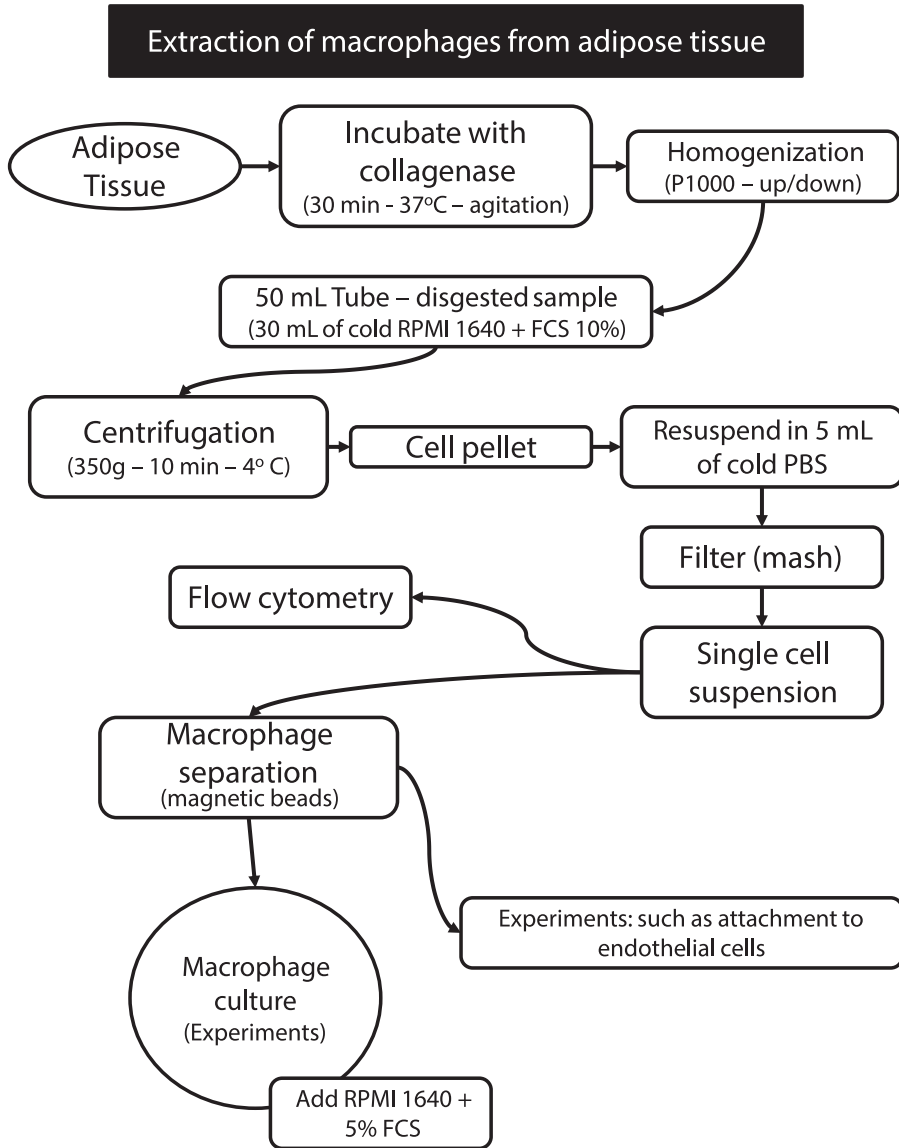 Extraction of macrophages from adipose tissue
Adipose
Tissue
Incubate with
collagenase
(30 min - 37ºC – agitation)
Homogenization
(P1000 – up/down)
50 mL Tube – disgested sample
(30 mL of cold RPMI 1640 + FCS 10%)
Centrifugation
(350g – 10 min – 4º C)
Cell pellet
Resuspend in 5 mL
of cold PBS
Filter (mash)
Flow cytometry
Single cell
suspension
Macrophage
separation
(magnetic beads)
Experiments: such as attachment to
endothelial cells
Macrophage
culture
(Experiments)
Add RPMI 1640 +
5% FCS